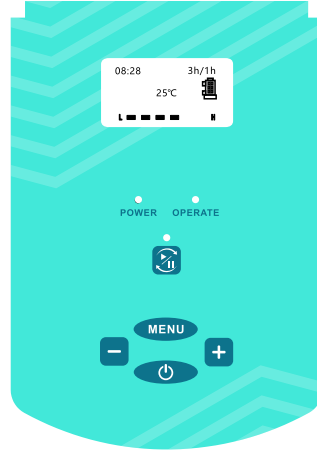 08:28 3h/1h
25℃
L H
POWER OPERATE
MENU